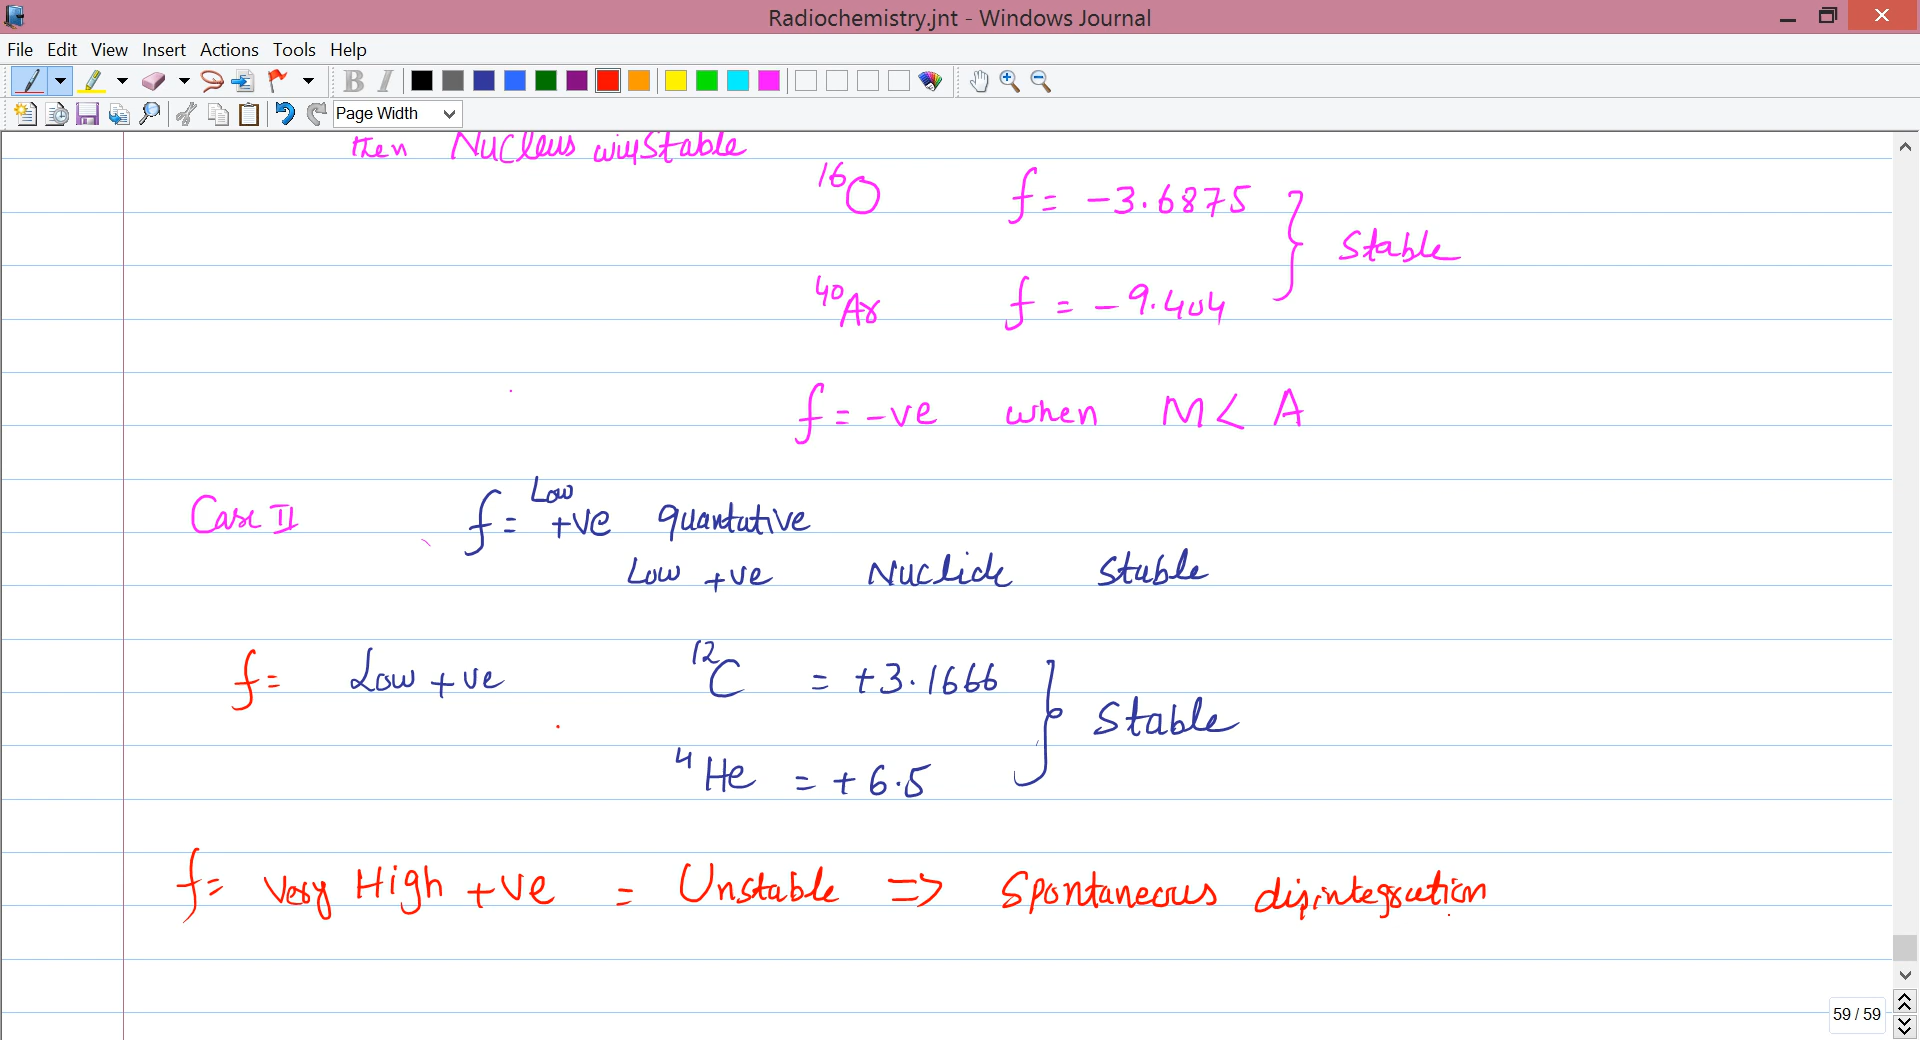 Radiochemistry.jnt - Windows Journal
File Edit View Insert Actions Tools Help
B I
Page Width
then Nucleus will Stable
16O f = -3.6875
Stable
40Ar f = -9.404
f = -ve when M < A
Case II f = Low +ve quantative
Low +ve Nuclide Stable
f = Low +ve 12C = +3.1666
Stable
4He = +6.5
f = Very High +ve = Unstable => Spontaneous disintegration
59 / 59